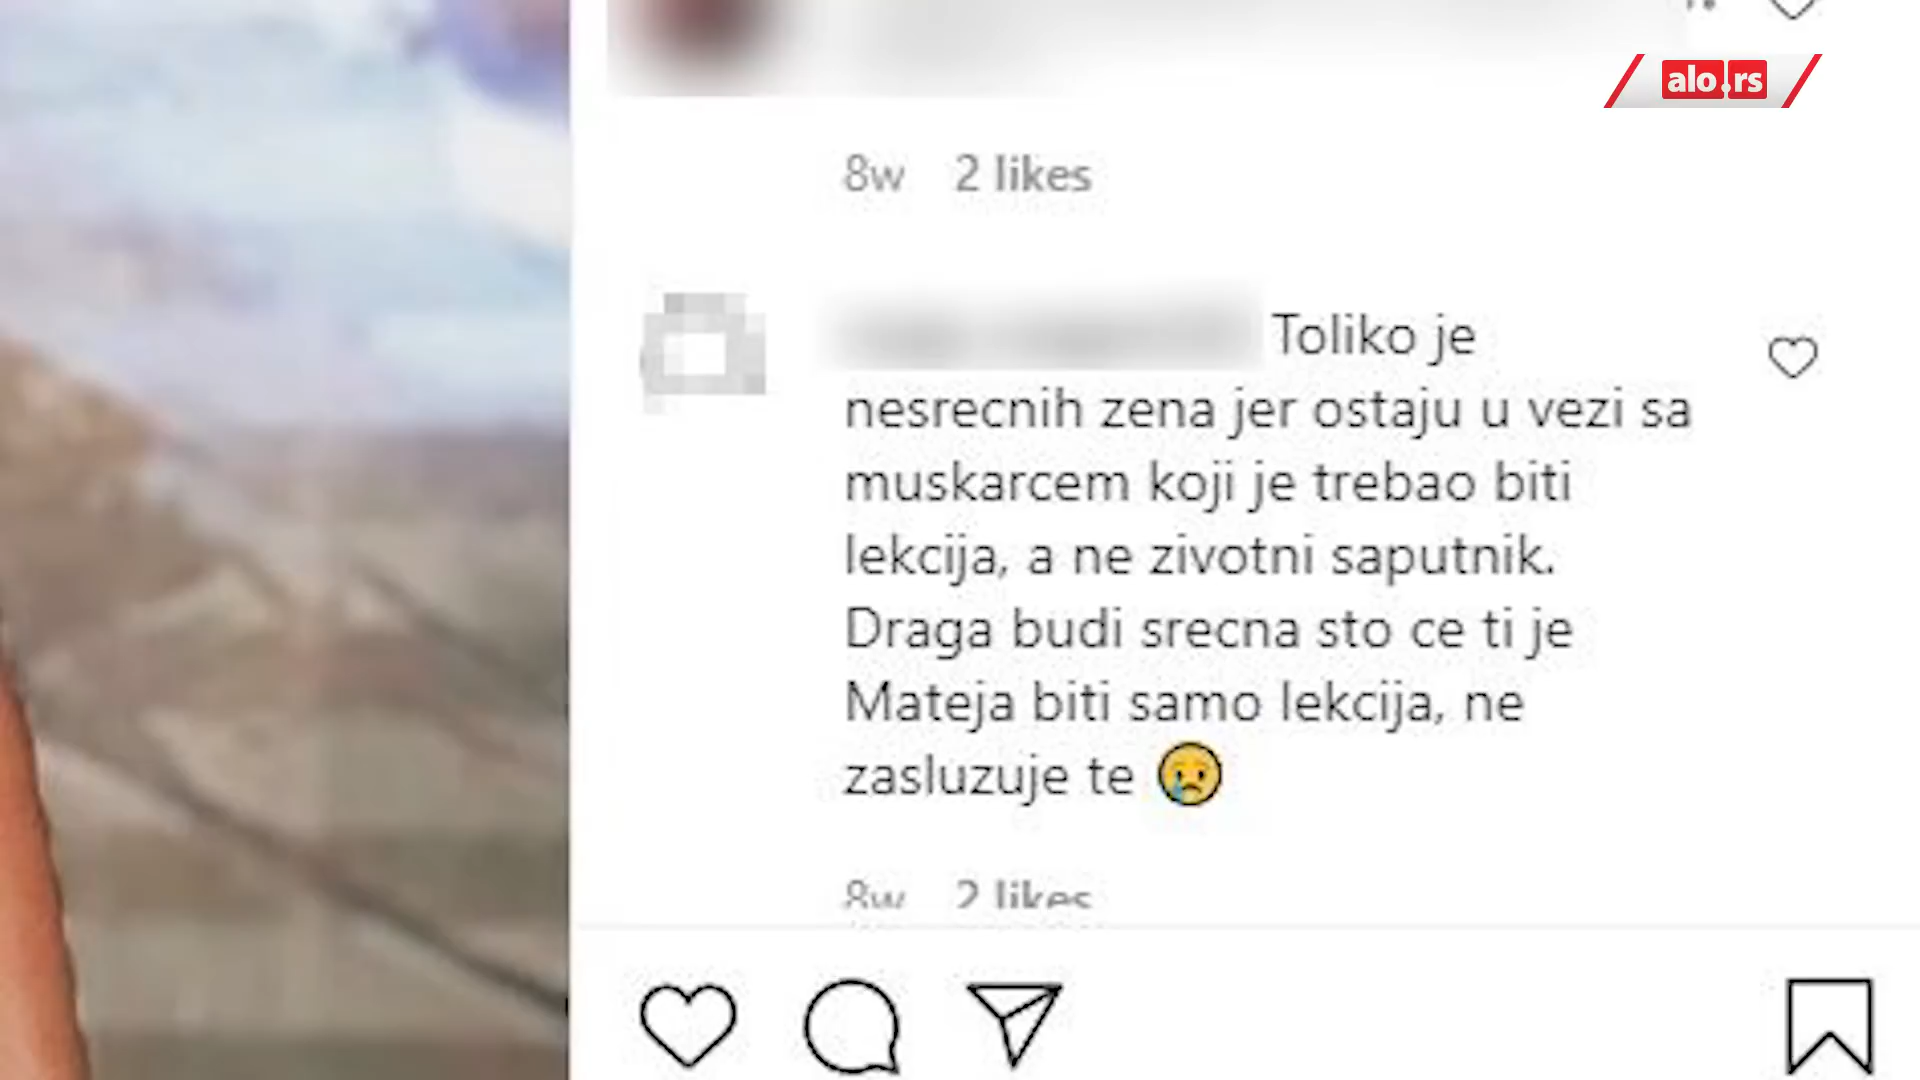 alo.rs
8w 2 likes
Toliko je
nesrecnih zena jer ostaju u vezi sa
muskarcem koji je trebao biti
lekcija, a ne zivotni saputnik.
Draga budi srecna sto ce ti je
Mateja biti samo lekcija, ne
zasluzuje te 😢
8w 2 likes